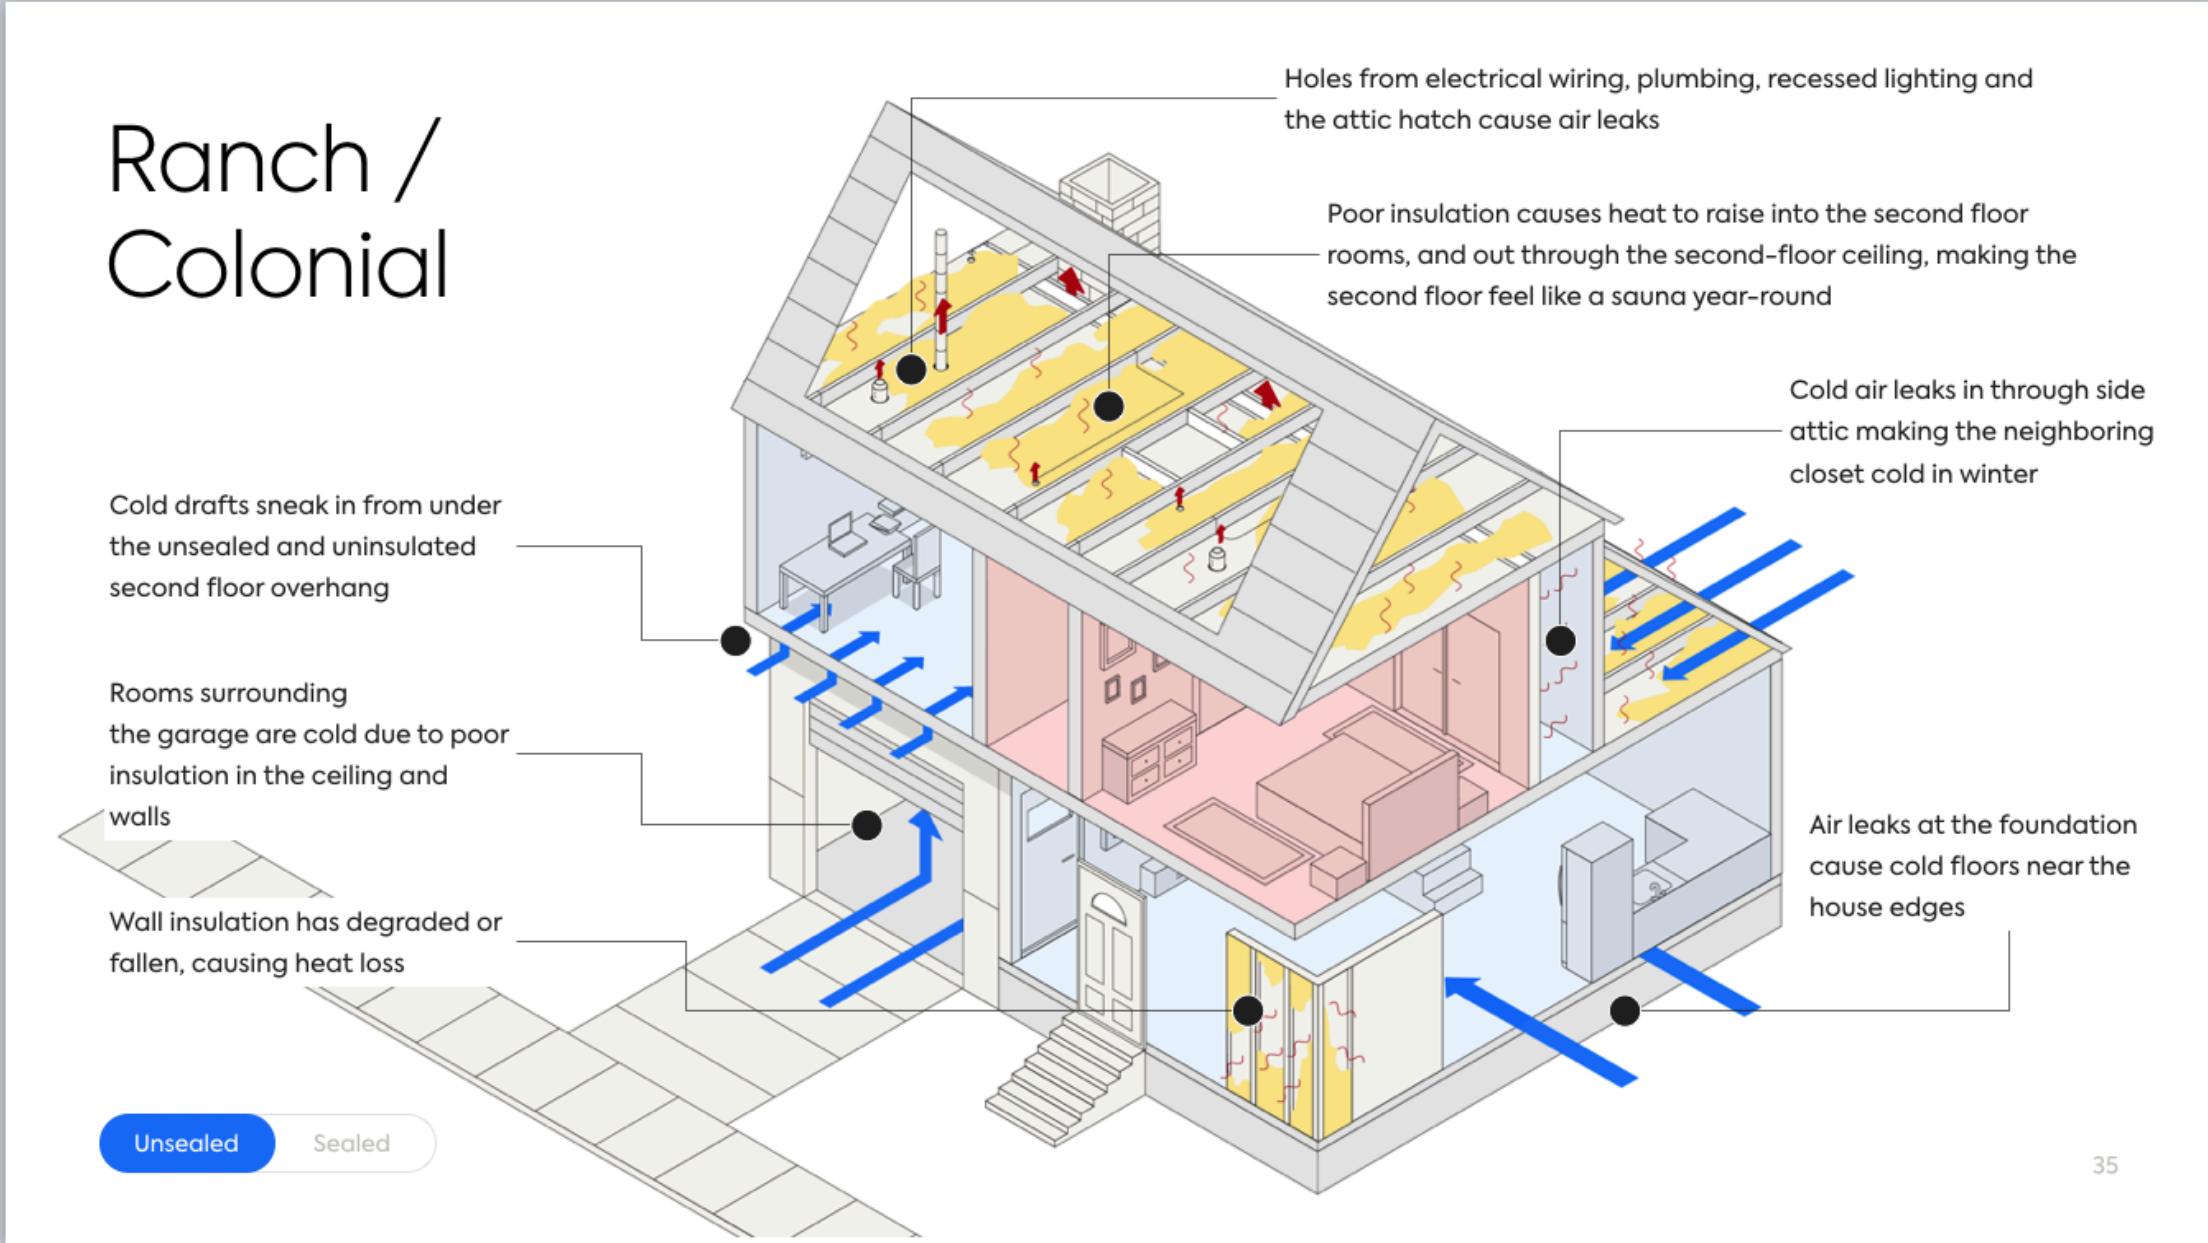 Ranch /
Colonial
Holes from electrical wiring, plumbing, recessed lighting and
the attic hatch cause air leaks
Poor insulation causes heat to raise into the second floor
rooms, and out through the second-floor ceiling, making the
second floor feel like a sauna year-round
Cold air leaks in through side
attic making the neighboring
closet cold in winter
Cold drafts sneak in from under
the unsealed and uninsulated
second floor overhang
Rooms surrounding
the garage are cold due to poor
insulation in the ceiling and
walls
Air leaks at the foundation
cause cold floors near the
house edges
Wall insulation has degraded or
fallen, causing heat loss
Unsealed
Sealed
35